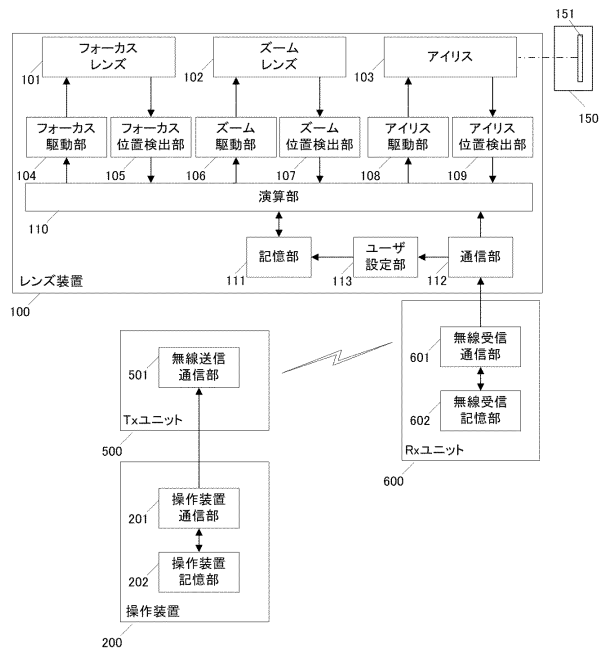 151
150
フォーカス
レンズ
101
ズーム
レンズ
102
アイリス
103
フォーカス
駆動部
104
フォーカス
位置検出部
105
ズーム
駆動部
106
ズーム
位置検出部
107
アイリス
駆動部
108
アイリス
位置検出部
109
演算部
110
記憶部
111
ユーザ
設定部
113
通信部
112
レンズ装置
100
無線送信
通信部
501
Txユニット
500
無線受信
通信部
601
無線受信
記憶部
602
Rxユニット
600
操作装置
通信部
201
操作装置
記憶部
202
操作装置
200